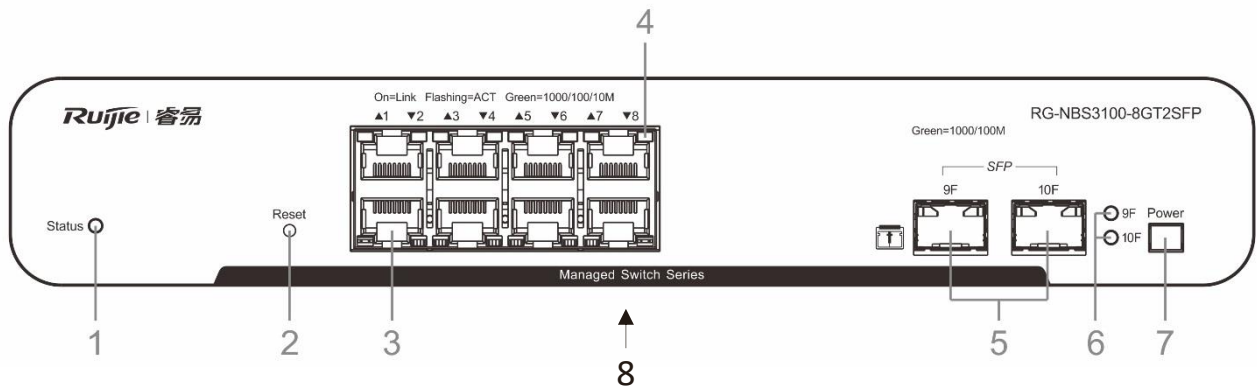 4
Ruijie | 睿易
On=Link Flashing=ACT Green=1000/100/10M
▲1 ▼2 ▲3 ▼4 ▲5 ▼6 ▲7 ▼8
RG-NBS3100-8GT2SFP
Green=1000/100M
SFP
9F 10F
Status
Reset
9F
10F
Power
Managed Switch Series
1 2 3 5 6 7
8